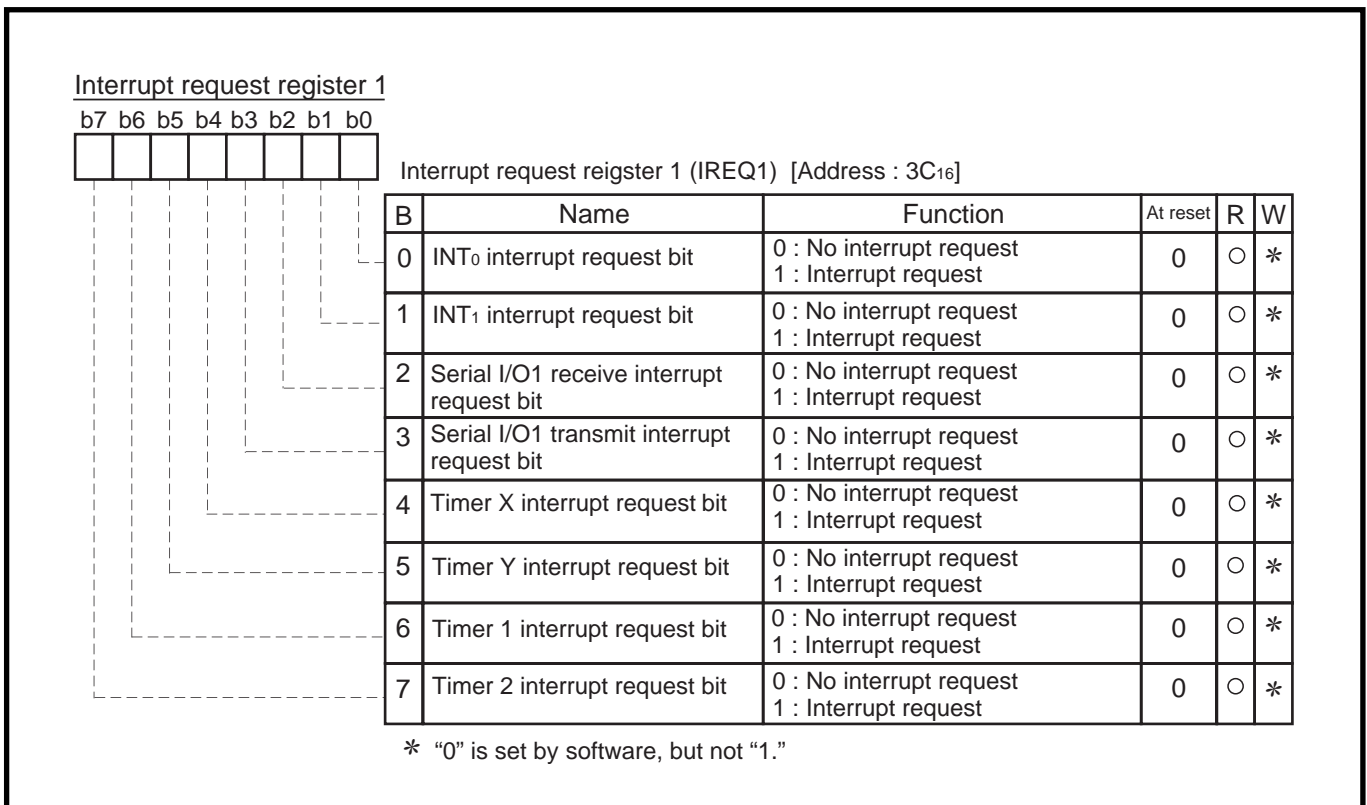 Interrupt request register 1
b7 b6 b5 b4 b3 b2 b1 b0
Interrupt request reigster 1 (IREQ1) [Address : 3C16]
B Name Function At reset R W
0 INT0 interrupt request bit 0 : No interrupt request 0 ○ *
1 : Interrupt request
1 INT1 interrupt request bit 0 : No interrupt request 0 ○ *
1 : Interrupt request
2 Serial I/O1 receive interrupt 0 : No interrupt request 0 ○ *
request bit 1 : Interrupt request
3 Serial I/O1 transmit interrupt 0 : No interrupt request 0 ○ *
request bit 1 : Interrupt request
4 Timer X interrupt request bit 0 : No interrupt request 0 ○ *
1 : Interrupt request
5 Timer Y interrupt request bit 0 : No interrupt request 0 ○ *
1 : Interrupt request
6 Timer 1 interrupt request bit 0 : No interrupt request 0 ○ *
1 : Interrupt request
7 Timer 2 interrupt request bit 0 : No interrupt request 0 ○ *
1 : Interrupt request
* “0” is set by software, but not “1.”